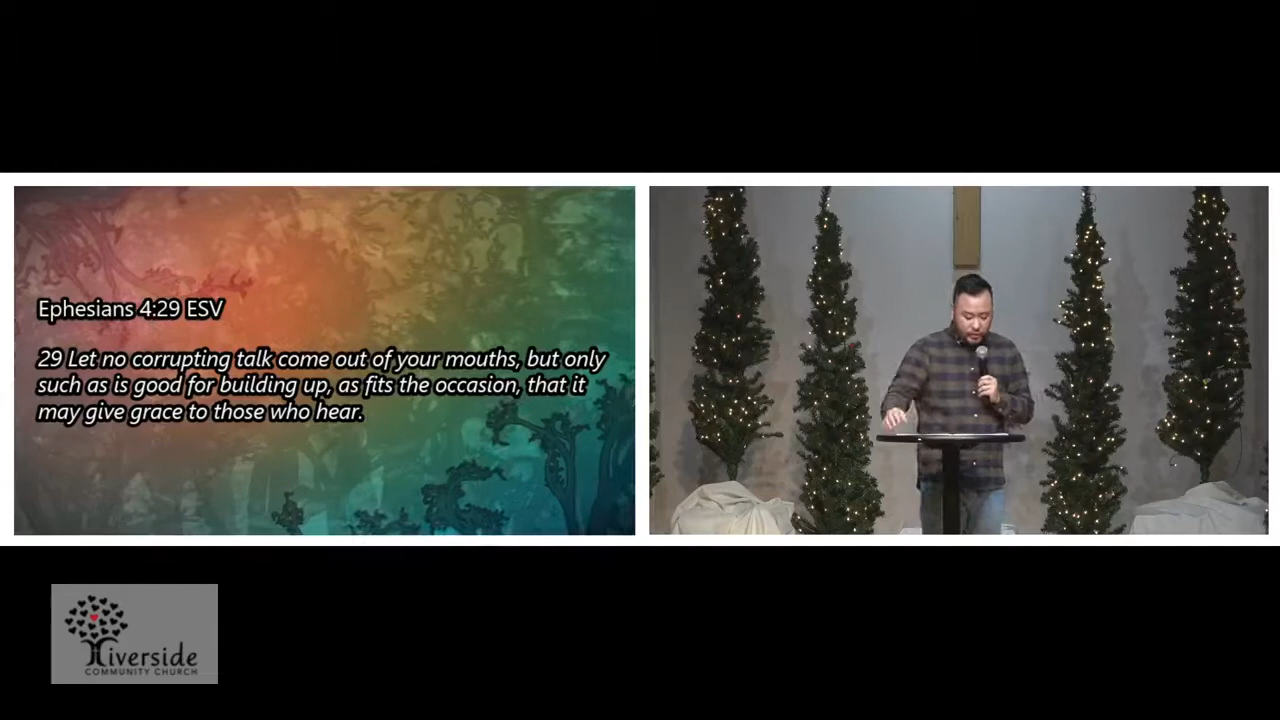 Ephesians 4:29 ESV
29 Let no corrupting talk come out of your mouths, but only
such as is good for building up, as fits the occasion, that it
may give grace to those who hear.
Riverside
COMMUNITY CHURCH